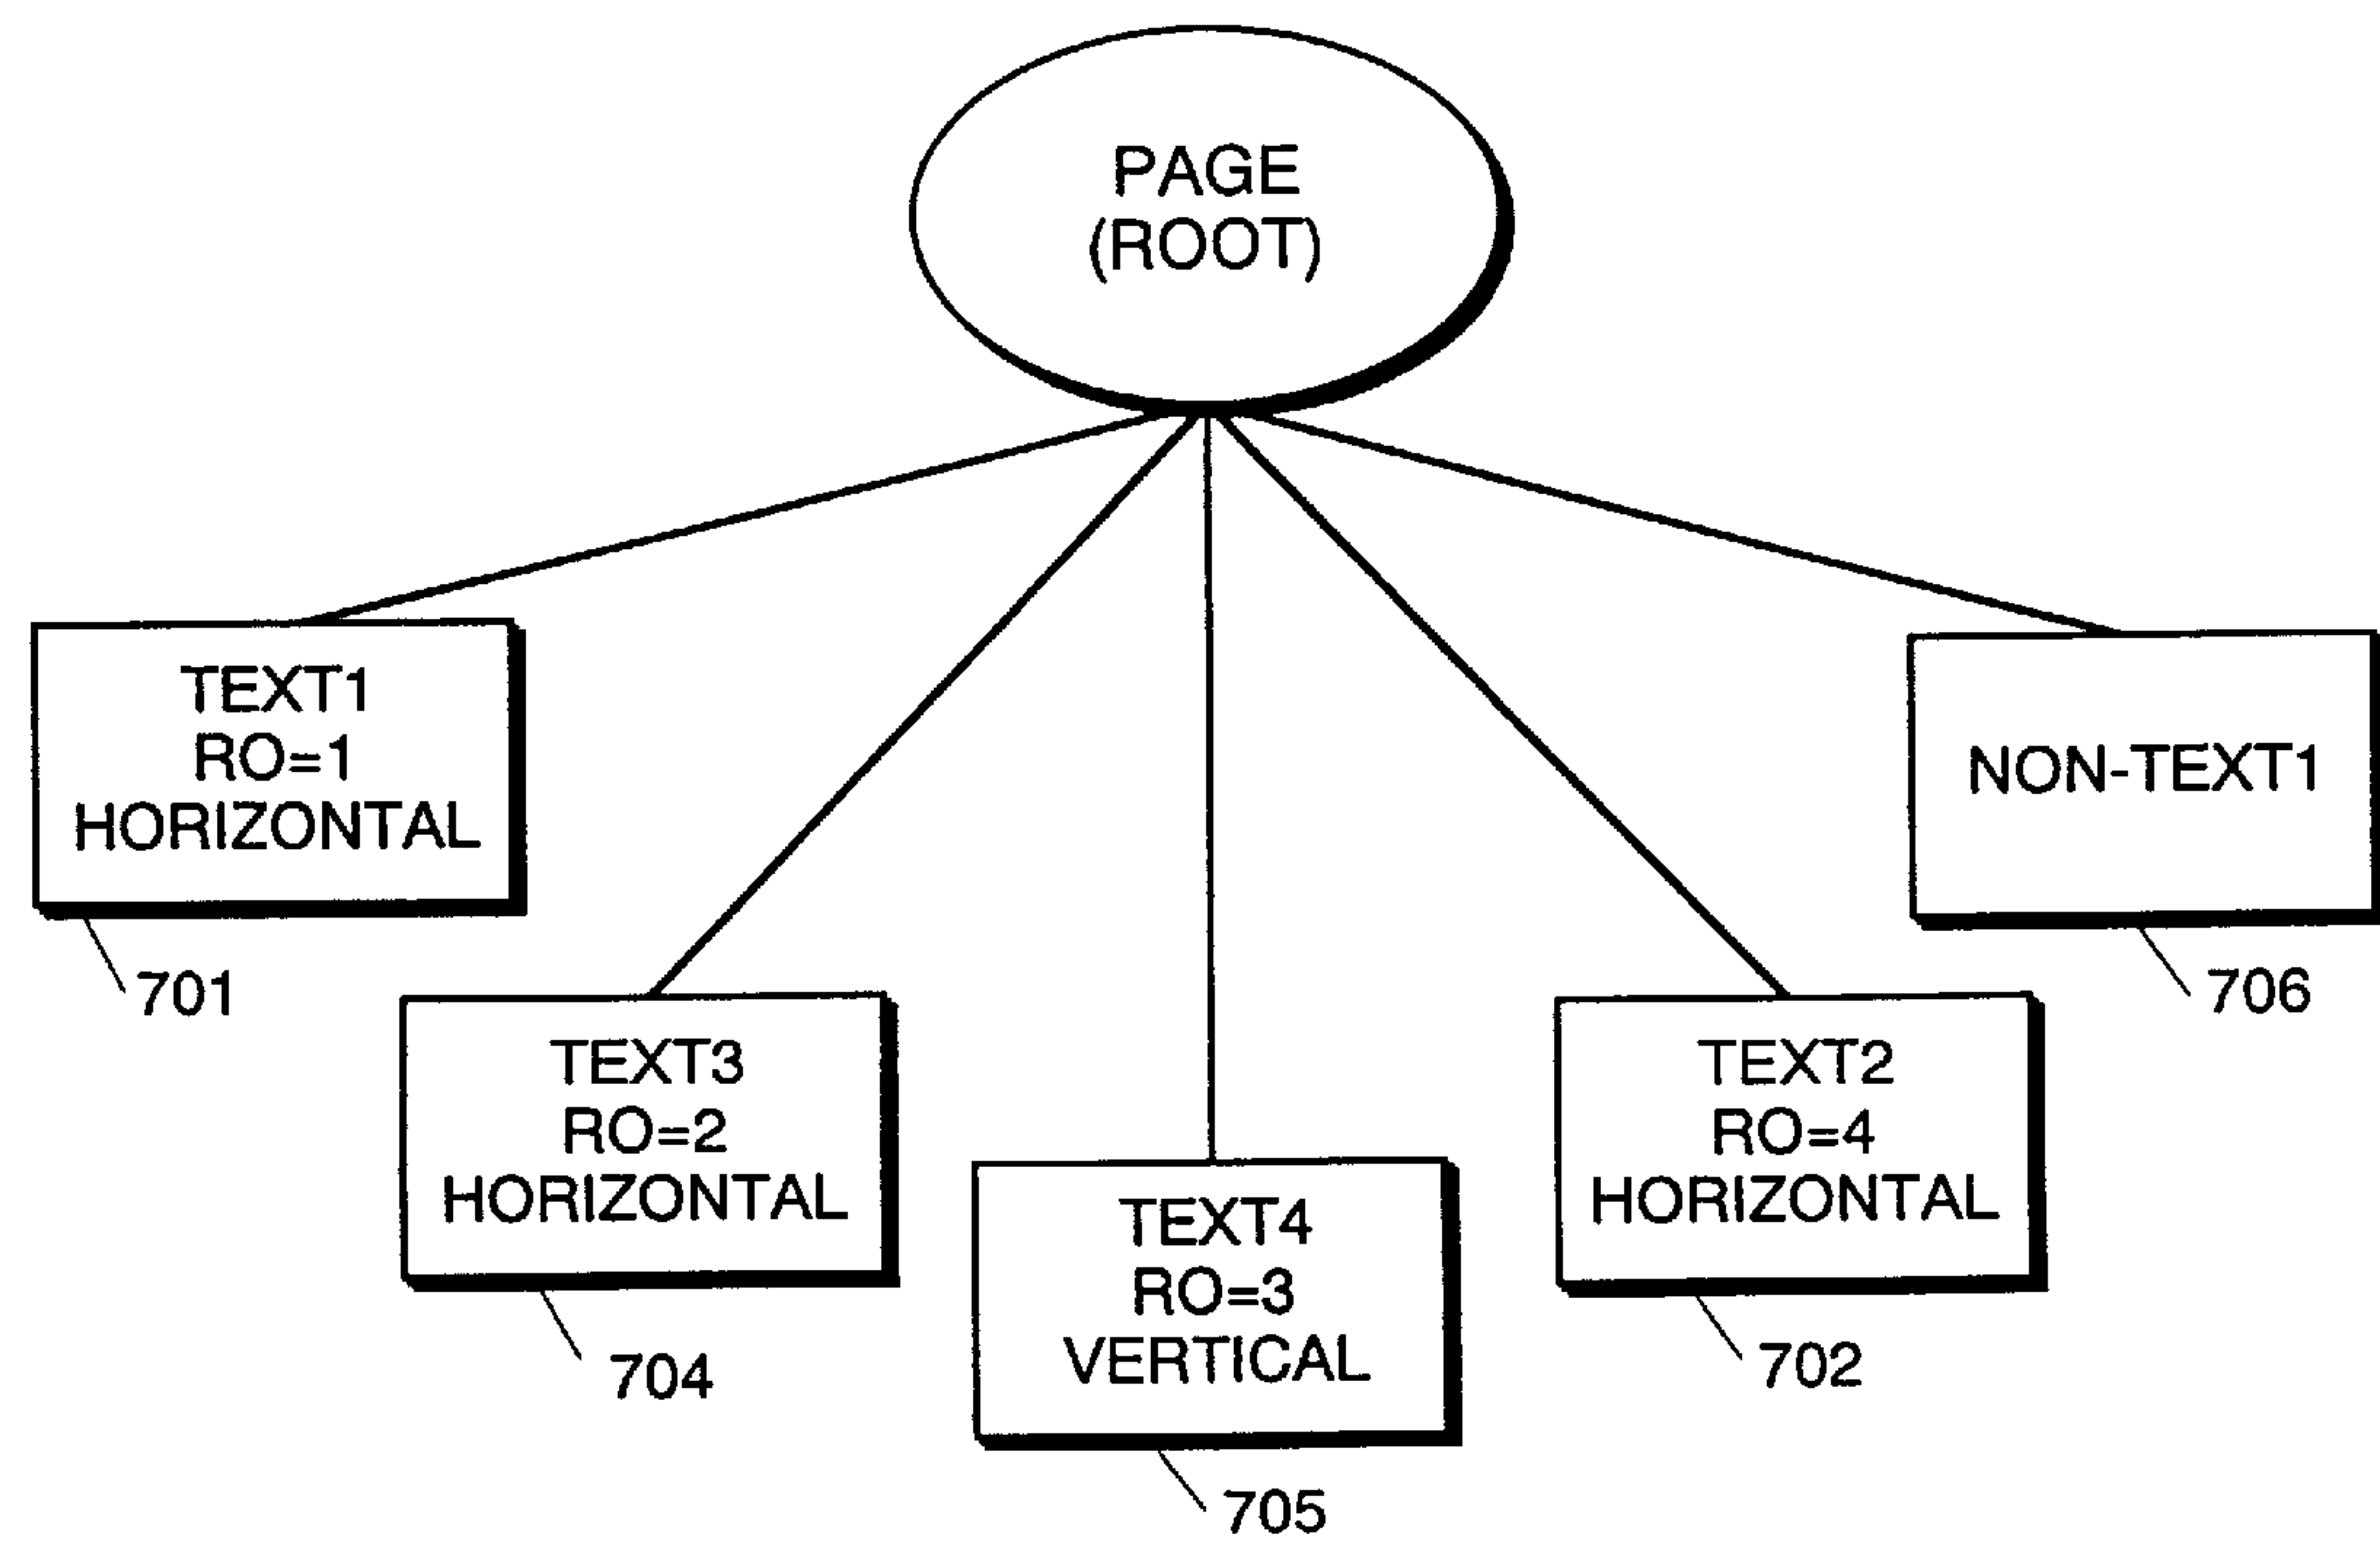 PAGE
(ROOT)
TEXT1
RO=1
HORIZONTAL
701
TEXT3
RO=2
HORIZONTAL
704
TEXT4
RO=3
VERTICAL
705
TEXT2
RO=4
HORIZONTAL
702
NON-TEXT1
706